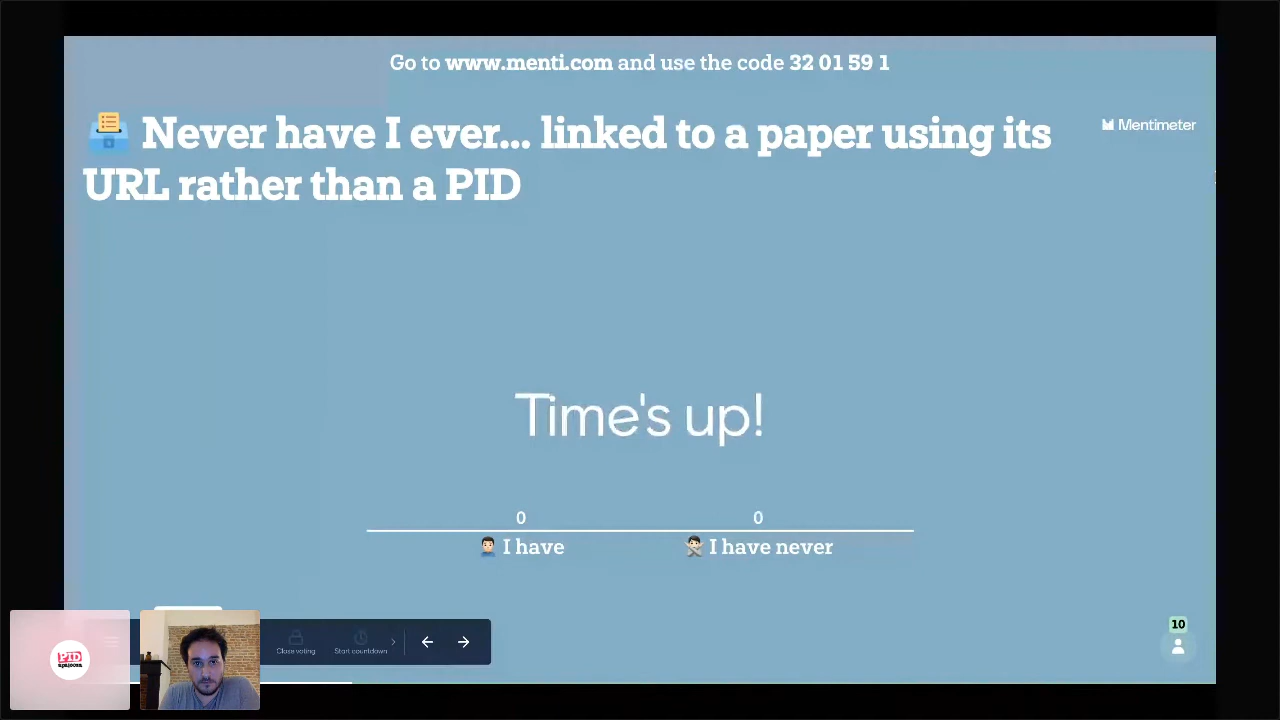 Go to www.menti.com and use the code 32 01 59 1
Never have I ever... linked to a paper using its
URL rather than a PID
Mentimeter
Time's up!
0
0
I have
I have never
Close voting
Start countdown
10
PID
apalooza